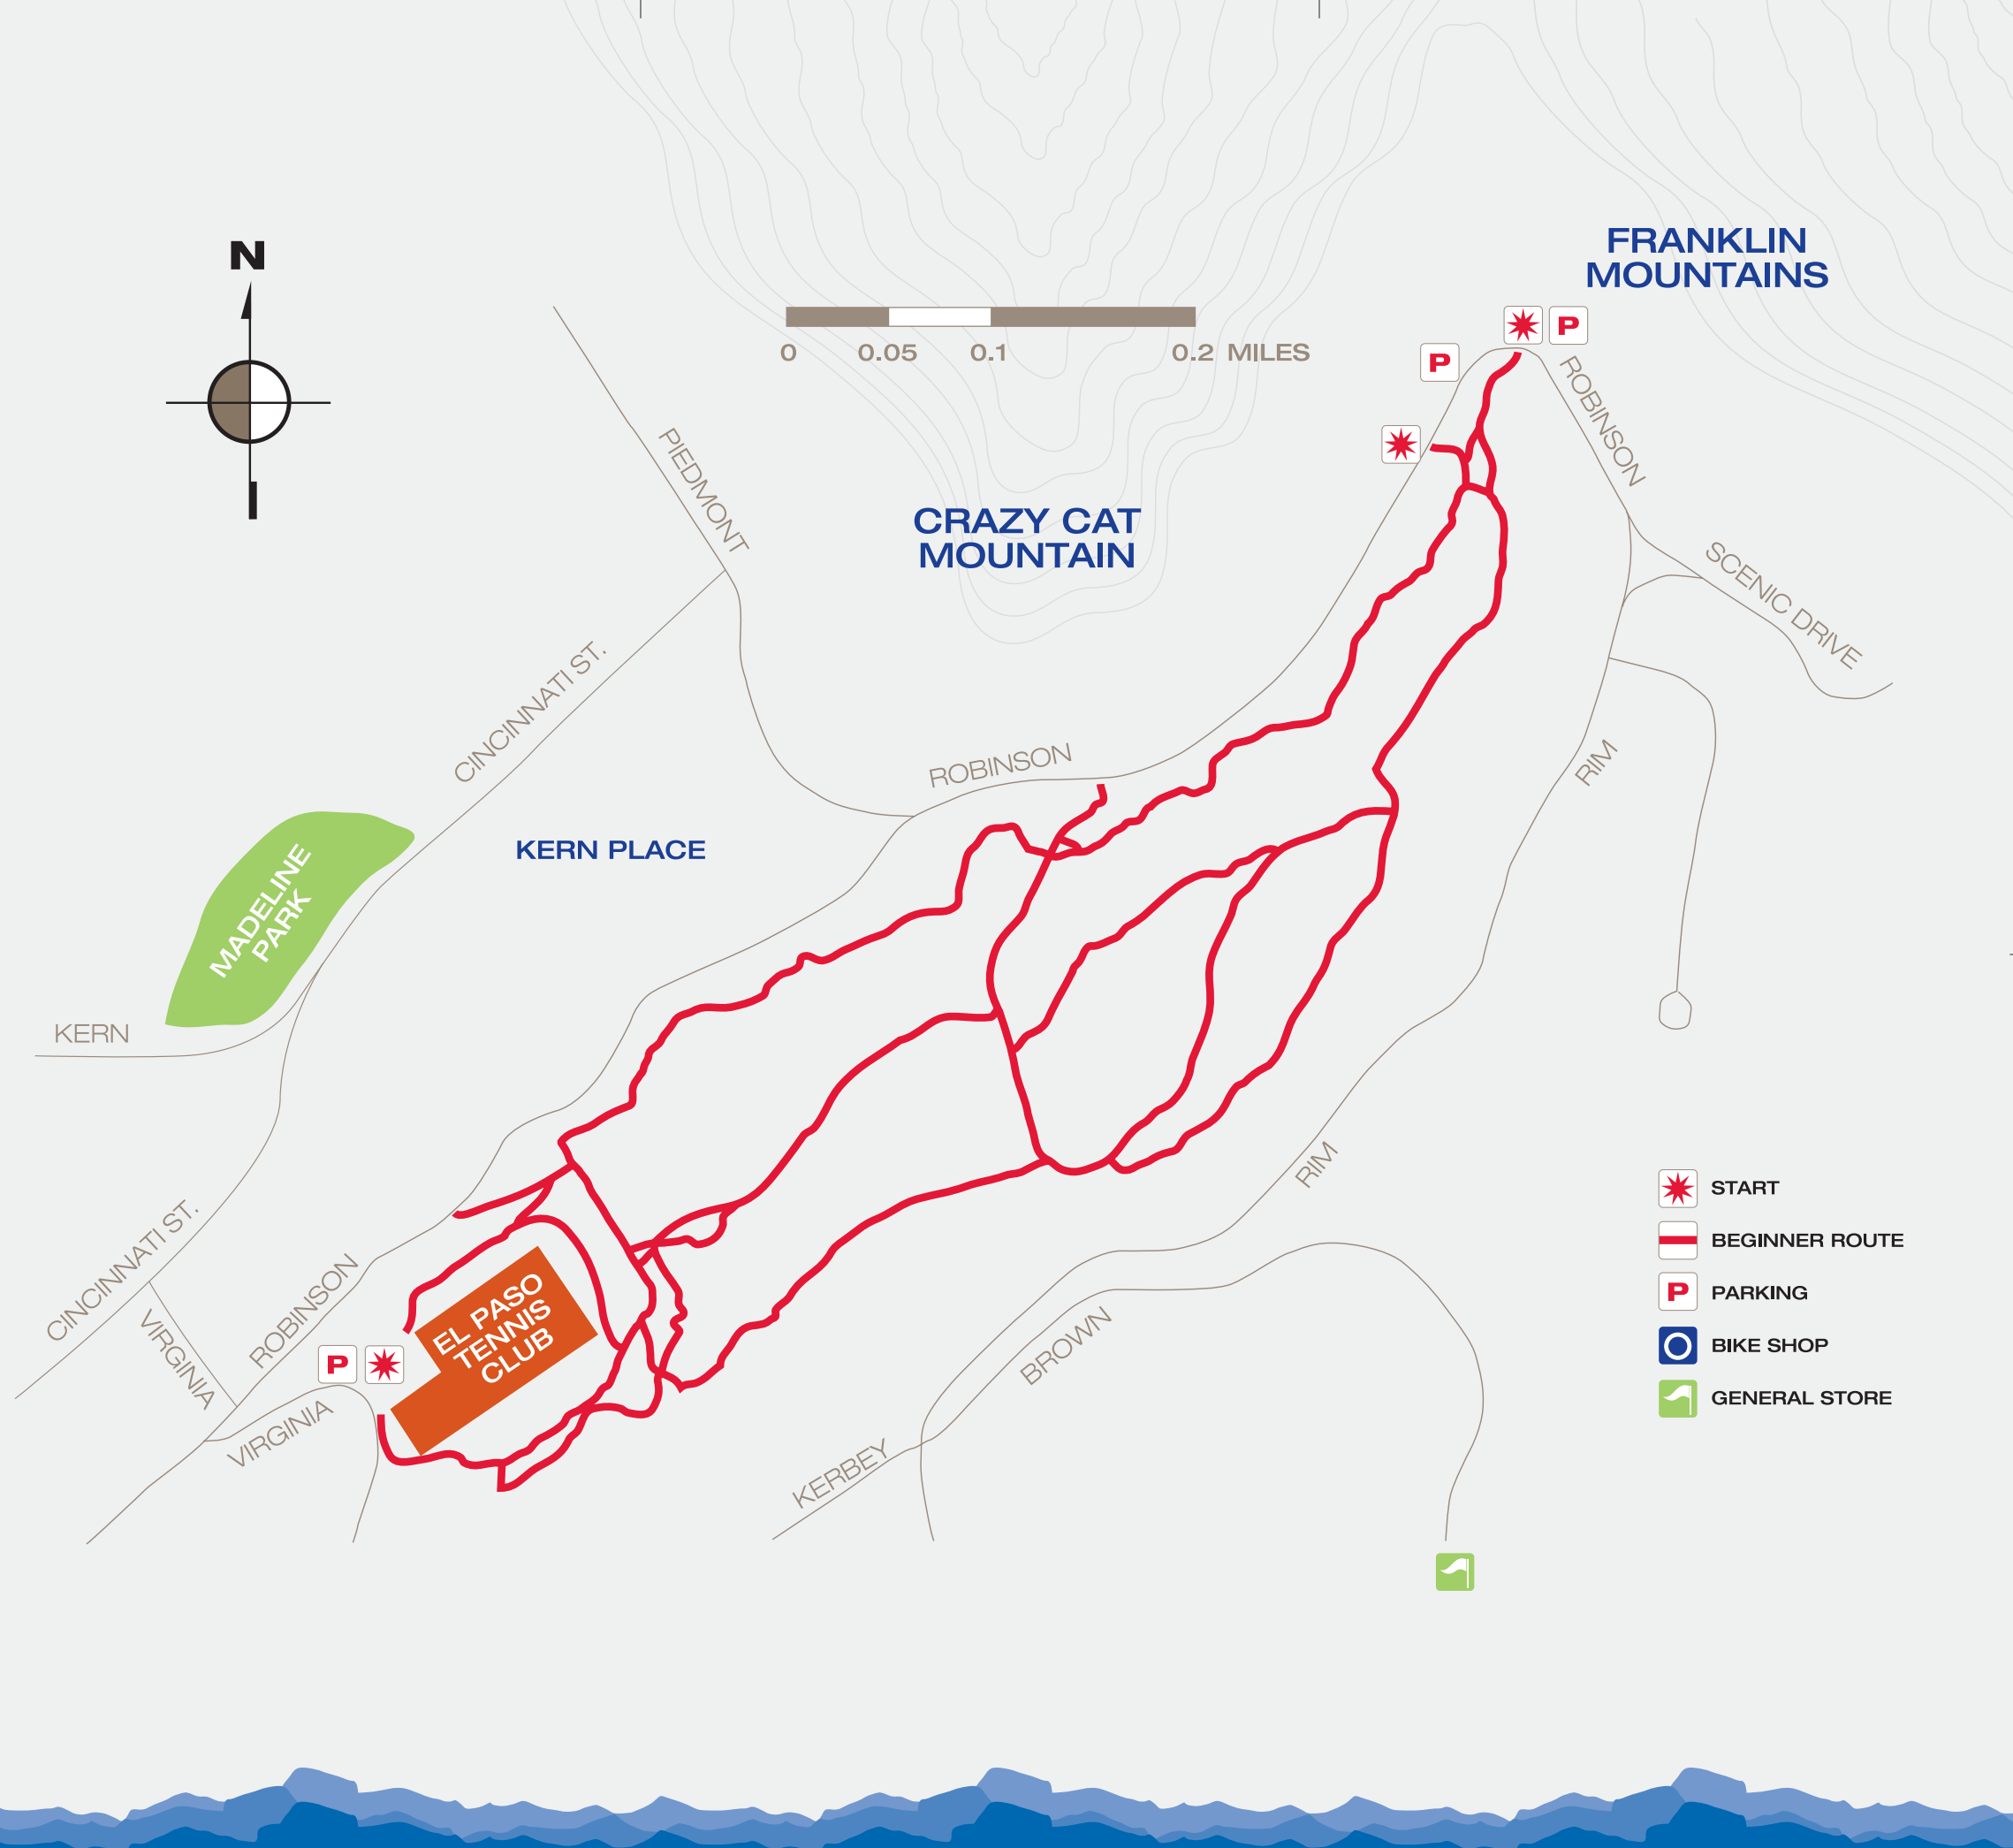 FRANKLIN
MOUNTAINS
N
0 0.05 0.1 0.2 MILES
P
P
ROBINSON
PIEDMONT
CRAZY CAT
MOUNTAIN
SCENIC DRIVE
CINCINNATI ST.
ROBINSON
RIM
KERN PLACE
MADELINE
PARK
KERN
RIM
START
BEGINNER ROUTE
PARKING
P
BIKE SHOP
GENERAL STORE
CINCINNATI ST.
VIRGINIA
ROBINSON
EL PASO
TENNIS
CLUB
P
VIRGINIA
BROWN
KERBEY